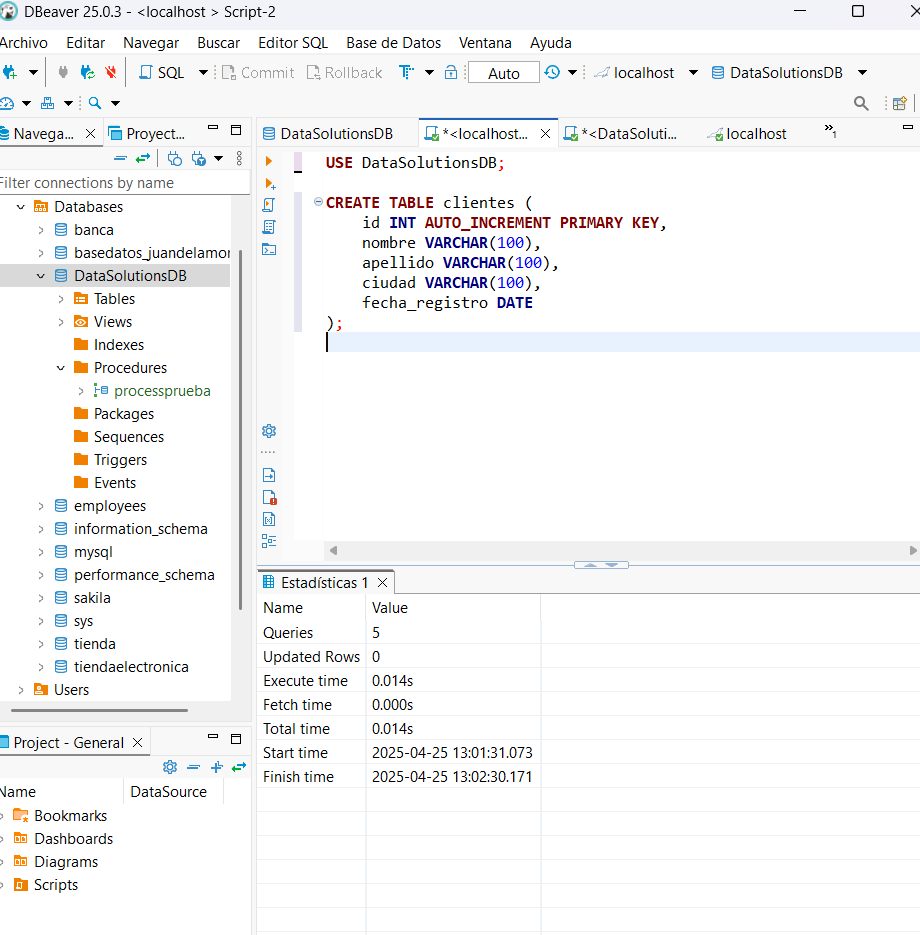 DBeaver 25.0.3 - <localhost > Script-2
Archivo Editar Navegar Buscar Editor SQL Base de Datos Ventana Ayuda
SQL Commit Rollback Auto localhost DataSolutionsDB
Navega... Proyect...
DataSolutionsDB *<localhost... *<DataSoluti... localhost »1
Filter connections by name
Databases
banca
basedatos_juandelamor
DataSolutionsDB
Tables
Views
Indexes
Procedures
processprueba
Packages
Sequences
Triggers
Events
employees
information_schema
mysql
performance_schema
sakila
sys
tienda
tiendaelectronica
Users
USE DataSolutionsDB;
CREATE TABLE clientes (
id INT AUTO_INCREMENT PRIMARY KEY,
nombre VARCHAR(100),
apellido VARCHAR(100),
ciudad VARCHAR(100),
fecha_registro DATE
);
Estadísticas 1
Name Value
Queries 5
Updated Rows 0
Execute time 0.014s
Fetch time 0.000s
Total time 0.014s
Start time 2025-04-25 13:01:31.073
Finish time 2025-04-25 13:02:30.171
Project - General
Name DataSource
Bookmarks
Dashboards
Diagrams
Scripts